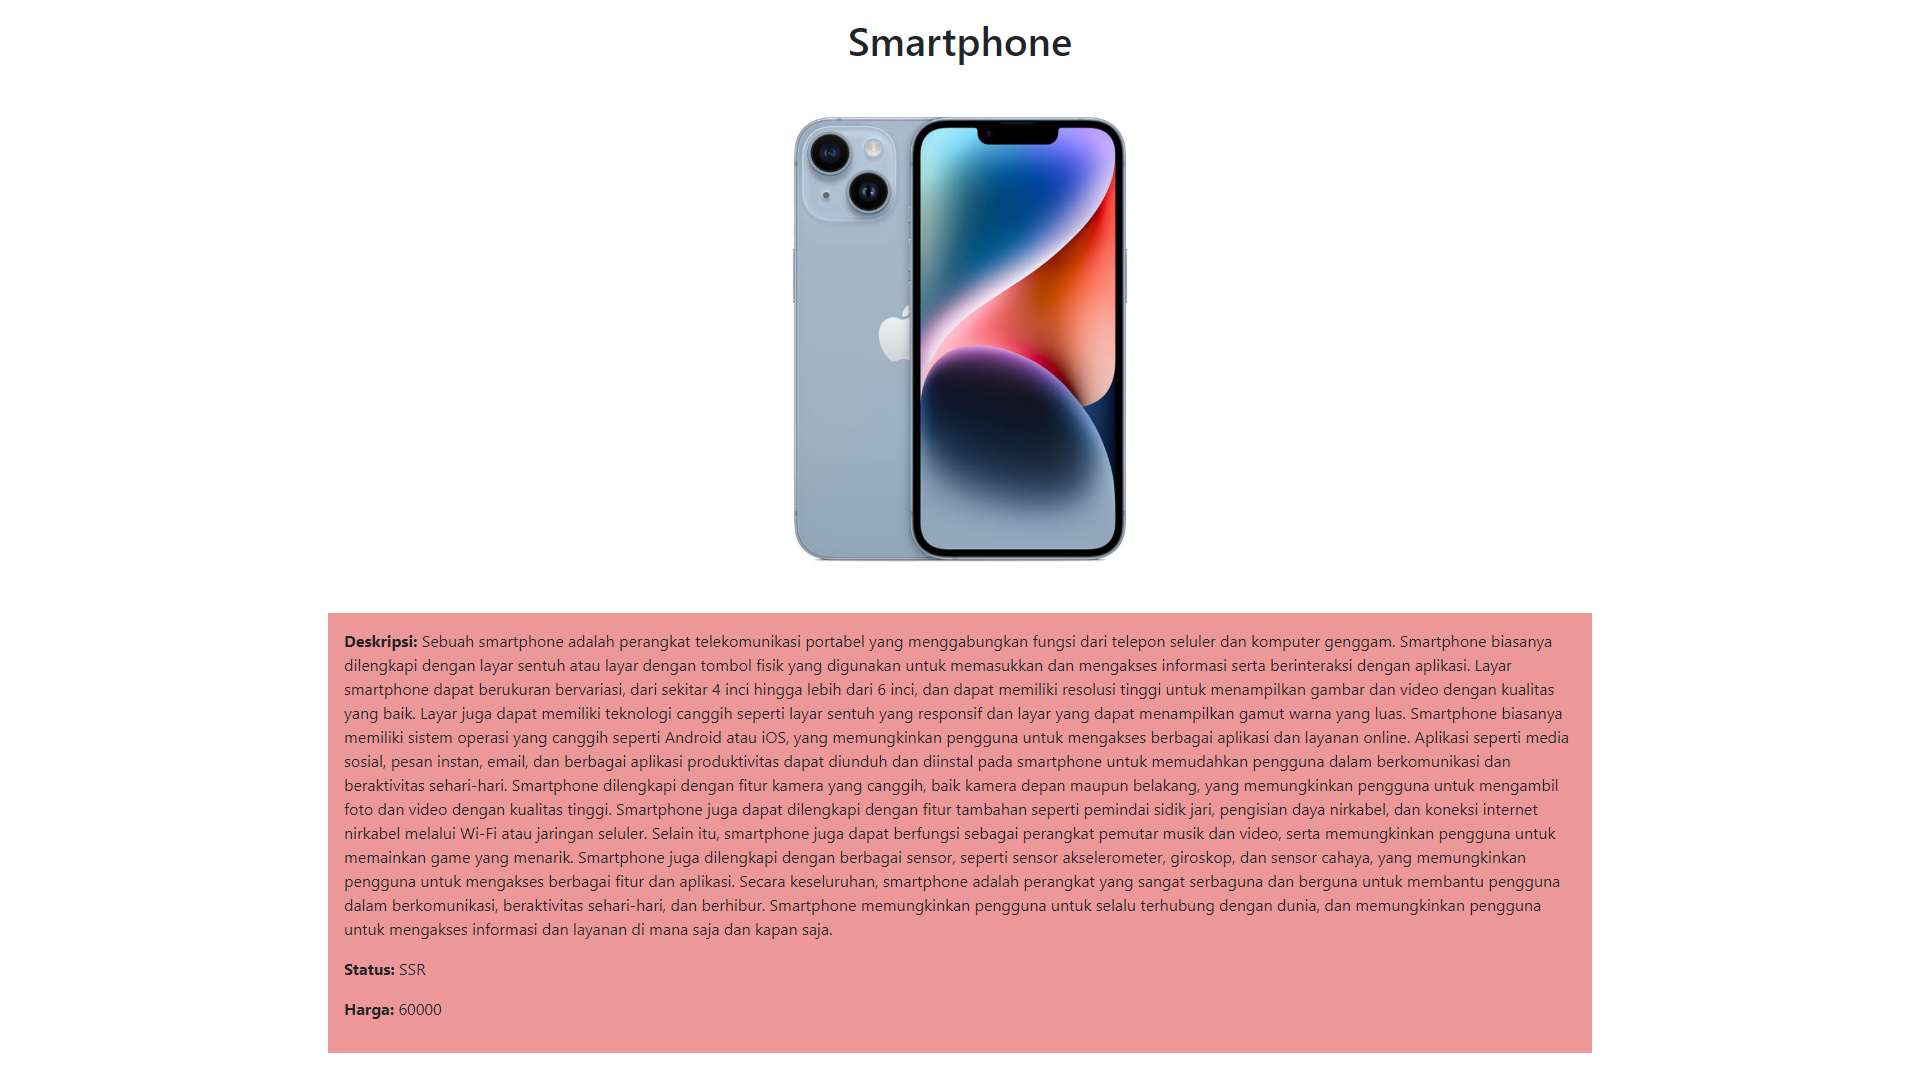 Smartphone
Deskripsi: Sebuah smartphone adalah perangkat telekomunikasi portabel yang menggabungkan fungsi dari telepon seluler dan komputer genggam. Smartphone biasanya
dilengkapi dengan layar sentuh atau layar dengan tombol fisik yang digunakan untuk memasukkan dan mengakses informasi serta berinteraksi dengan aplikasi. Layar
smartphone dapat berukuran bervariasi, dari sekitar 4 inci hingga lebih dari 6 inci, dan dapat memiliki resolusi tinggi untuk menampilkan gambar dan video dengan kualitas
yang baik. Layar juga dapat memiliki teknologi canggih seperti layar sentuh yang responsif dan layar yang dapat menampilkan gamut warna yang luas. Smartphone biasanya
memiliki sistem operasi yang canggih seperti Android atau iOS, yang memungkinkan pengguna untuk mengakses berbagai aplikasi dan layanan online. Aplikasi seperti media
sosial, pesan instan, email, dan berbagai aplikasi produktivitas dapat diunduh dan diinstal pada smartphone untuk memudahkan pengguna dalam berkomunikasi dan
beraktivitas sehari-hari. Smartphone dilengkapi dengan fitur kamera yang canggih, baik kamera depan maupun belakang, yang memungkinkan pengguna untuk mengambil
foto dan video dengan kualitas tinggi. Smartphone juga dapat dilengkapi dengan fitur tambahan seperti pemindai sidik jari, pengisian daya nirkabel, dan koneksi internet
nirkabel melalui Wi-Fi atau jaringan seluler. Selain itu, smartphone juga dapat berfungsi sebagai perangkat pemutar musik dan video, serta memungkinkan pengguna untuk
memainkan game yang menarik. Smartphone juga dilengkapi dengan berbagai sensor, seperti sensor akselerometer, giroskop, dan sensor cahaya, yang memungkinkan
pengguna untuk mengakses berbagai fitur dan aplikasi. Secara keseluruhan, smartphone adalah perangkat yang sangat serbaguna dan berguna untuk membantu pengguna
dalam berkomunikasi, beraktivitas sehari-hari, dan berhibur. Smartphone memungkinkan pengguna untuk selalu terhubung dengan dunia, dan memungkinkan pengguna
untuk mengakses informasi dan layanan di mana saja dan kapan saja.
Status: SSR
Harga: 60000